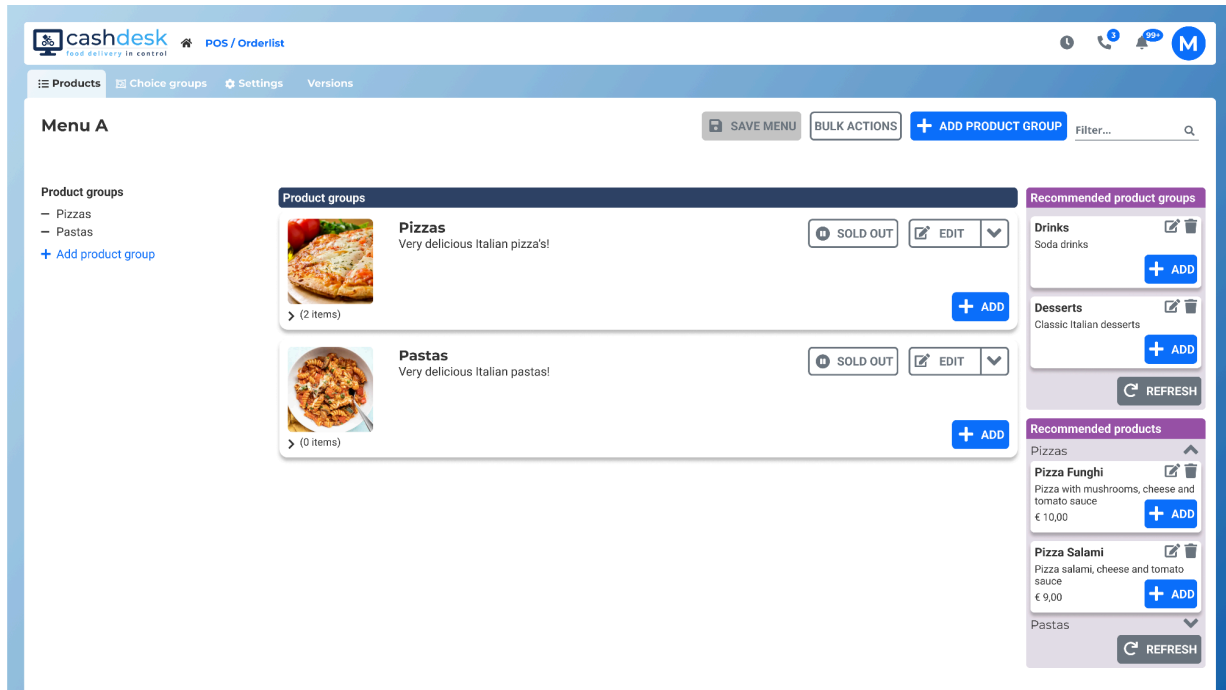 cashdesk
food delivery in control
POS / Orderlist
3
99+
M
Products
Choice groups
Settings
Versions
Menu A
SAVE MENU
BULK ACTIONS
ADD PRODUCT GROUP
Filter...
Product groups
Pizzas
Pastas
Add product group
Product groups
Pizzas
Very delicious Italian pizza's!
SOLD OUT
EDIT
ADD
(2 items)
Pastas
Very delicious Italian pastas!
SOLD OUT
EDIT
ADD
(0 items)
Recommended product groups
Drinks
Soda drinks
ADD
Desserts
Classic Italian desserts
ADD
REFRESH
Recommended products
Pizzas
Pizza Funghi
Pizza with mushrooms, cheese and
tomato sauce
€ 10,00
ADD
Pizza Salami
Pizza salami, cheese and tomato
sauce
€ 9,00
ADD
Pastas
REFRESH